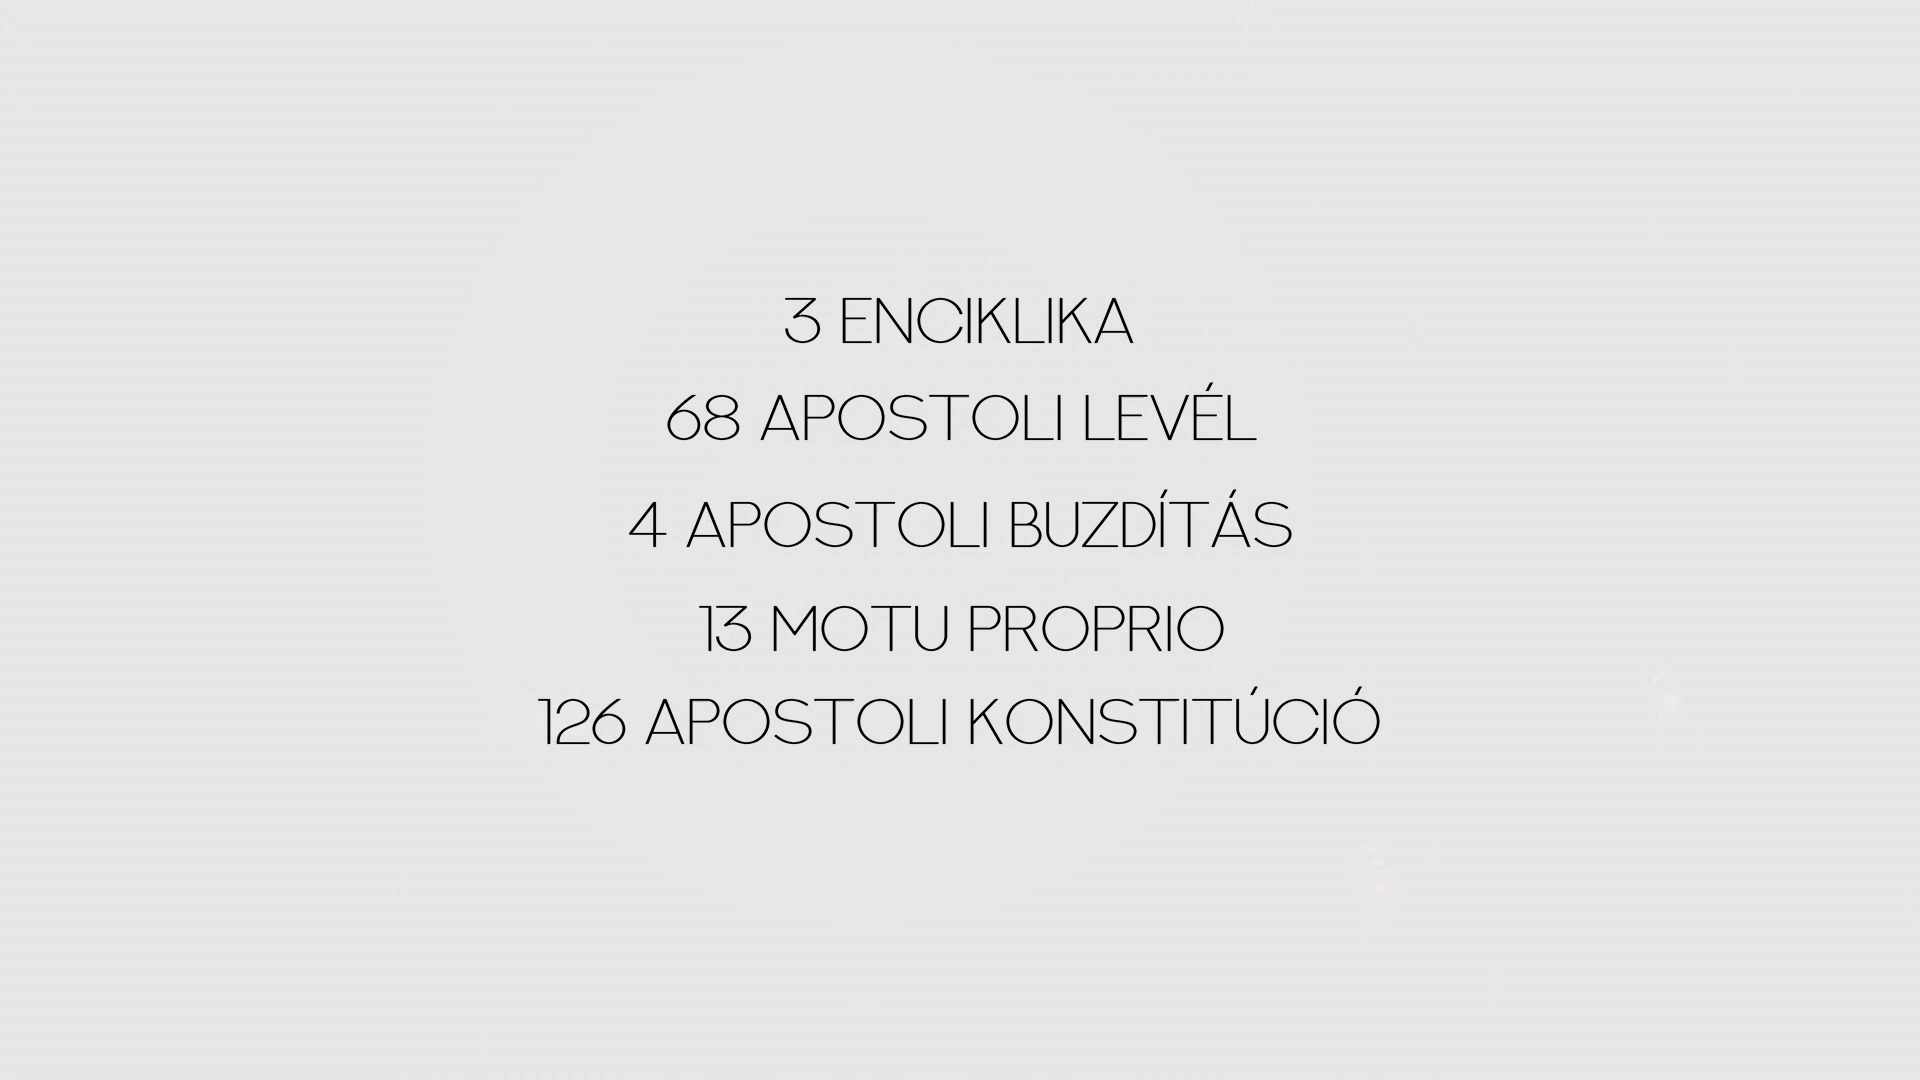 3 ENCIKLIKA
68 APOSTOLI LEVÉL
4 APOSTOLI BUZDÍTÁS
13 MOTU PROPRIO
126 APOSTOLI KONSTITÚCIÓ